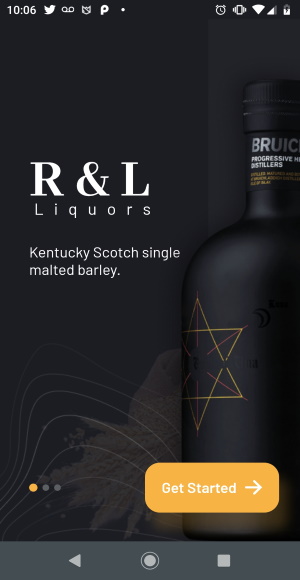 10:06
R & L
Liquors
Kentucky Scotch single
malted barley.
BRUIC
PROGRESSIVE H
DISTILLERS
Get Started